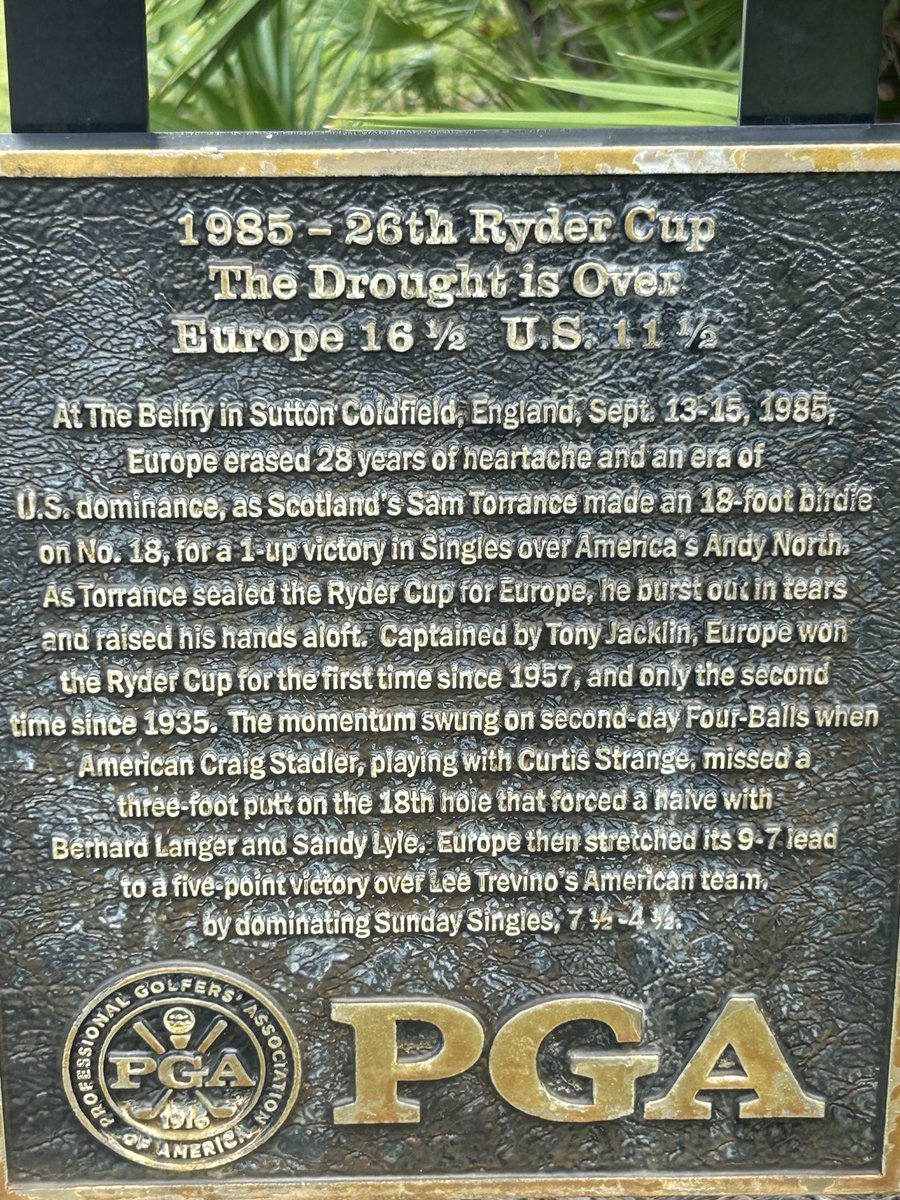 1985 – 26th Ryder Cup
The Drought is Over
Europe 16 ½ U.S. 11 ½
At The Belfry in Sutton Coldfield, England, Sept. 13-15, 1985,
Europe erased 28 years of heartache and an era of
U.S. dominance, as Scotland's Sam Torrance made an 18-foot birdie
on No. 18, for a 1-up victory in Singles over America's Andy North.
As Torrance sealed the Ryder Cup for Europe, he burst out in tears
and raised his hands aloft. Captained by Tony Jacklin, Europe won
the Ryder Cup for the first time since 1957, and only the second
time since 1935. The momentum swung on second-day Four-Balls when
American Craig Stadler, playing with Curtis Strange, missed a
three-foot putt on the 18th hole that forced a halve with
Berhard Langer and Sandy Lyle. Europe then stretched its 9-7 lead
to a five-point victory over Lee Trevino's American team,
by dominating Sunday Singles, 7 ½-4 ½.
PROFESSIONAL GOLFERS' ASSOCIATION
OF AMERICA
PGA
1916
PGA